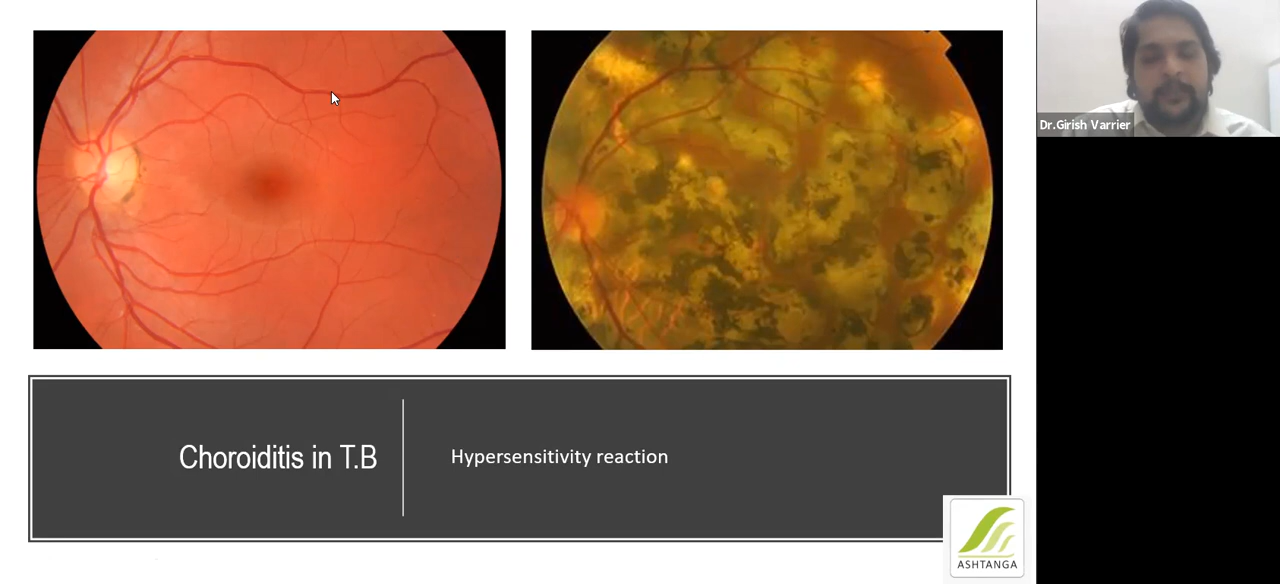 Dr.Girish Varrier
Choroiditis in T.B
Hypersensitivity reaction
ASHTANGA